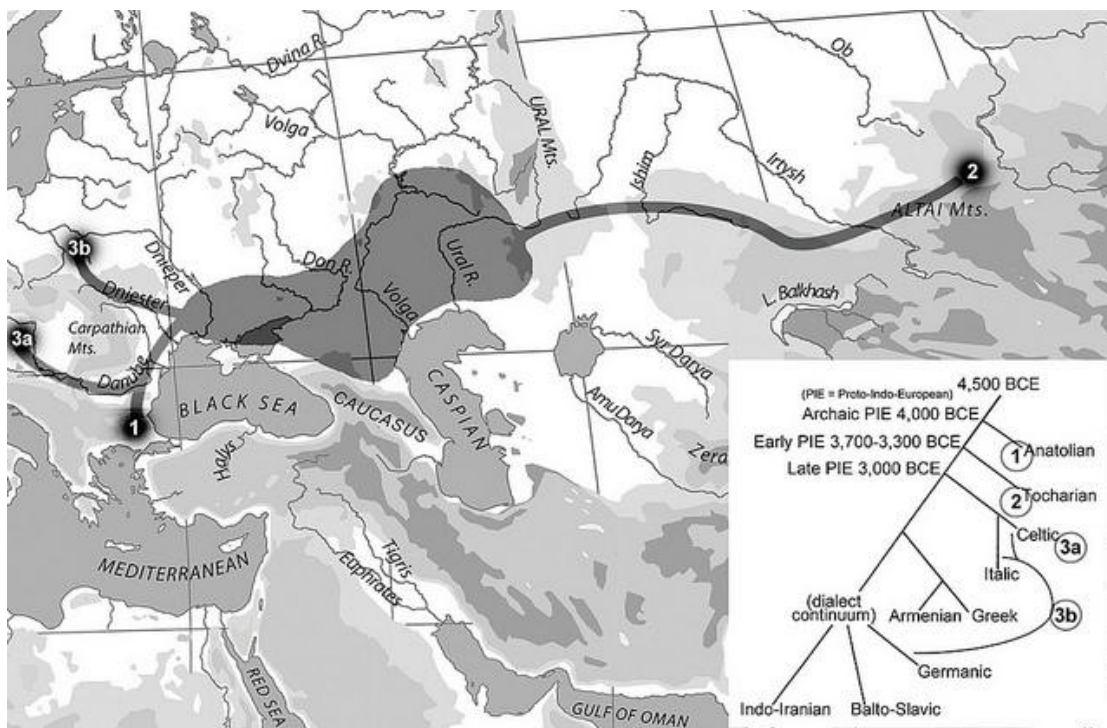 Dvina R.
Ob
Volga
URAL Mts.
Ishim
Irtysh
2
ALTAI Mts.
3b
Dnieper
Don R.
Ural R.
Dniester
Volga
L. Balkhash
3a
Carpathian
Mts.
Danube
Syr Darya
CASPIAN
1
BLACK SEA
CAUCASUS
AmuDarya
Halys
Zera
MEDITERRANEAN
Tigris
Euphrates
RED SEA
GULF OF OMAN
4,500 BCE
(PIE = Proto-Indo-European)
Archaic PIE 4,000 BCE
Early PIE 3,700-3,300 BCE
Late PIE 3,000 BCE
1 Anatolian
2 Tocharian
Celtic 3a
Italic
(dialect
continuum)
Armenian Greek
3b
Germanic
Indo-Iranian Balto-Slavic